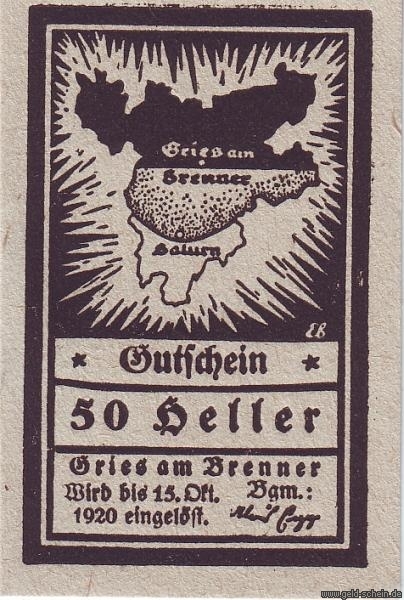 Gries am
Brenner
Salurn
EB
* Gutschein *
50 Heller
Gries am Brenner
Wird bis 15. Okt. Bgm.:
1920 eingelöst.
www.geld-schein.de